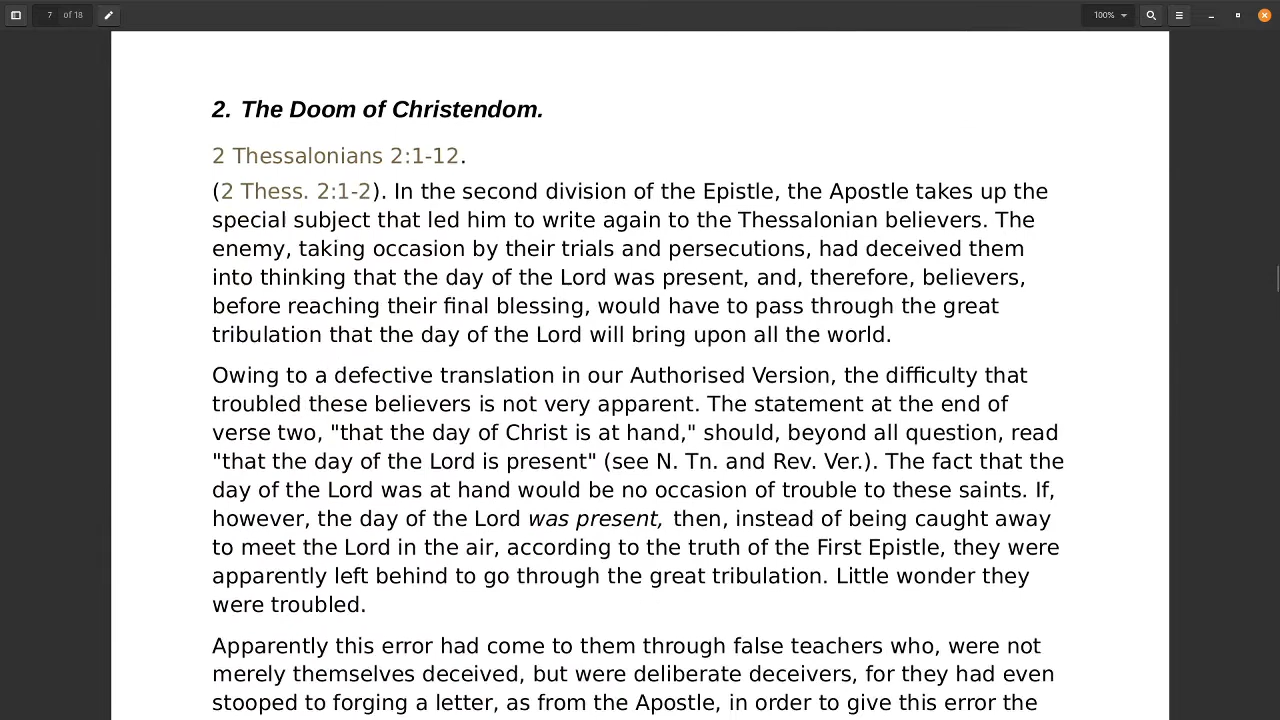 7 of 18
100%
2. The Doom of Christendom.
2 Thessalonians 2:1-12.
(2 Thess. 2:1-2). In the second division of the Epistle, the Apostle takes up the
special subject that led him to write again to the Thessalonian believers. The
enemy, taking occasion by their trials and persecutions, had deceived them
into thinking that the day of the Lord was present, and, therefore, believers,
before reaching their final blessing, would have to pass through the great
tribulation that the day of the Lord will bring upon all the world.
Owing to a defective translation in our Authorised Version, the difficulty that
troubled these believers is not very apparent. The statement at the end of
verse two, "that the day of Christ is at hand," should, beyond all question, read
"that the day of the Lord is present" (see N. Tn. and Rev. Ver.). The fact that the
day of the Lord was at hand would be no occasion of trouble to these saints. If,
however, the day of the Lord was present, then, instead of being caught away
to meet the Lord in the air, according to the truth of the First Epistle, they were
apparently left behind to go through the great tribulation. Little wonder they
were troubled.
Apparently this error had come to them through false teachers who, were not
merely themselves deceived, but were deliberate deceivers, for they had even
stooped to forging a letter, as from the Apostle, in order to give this error the